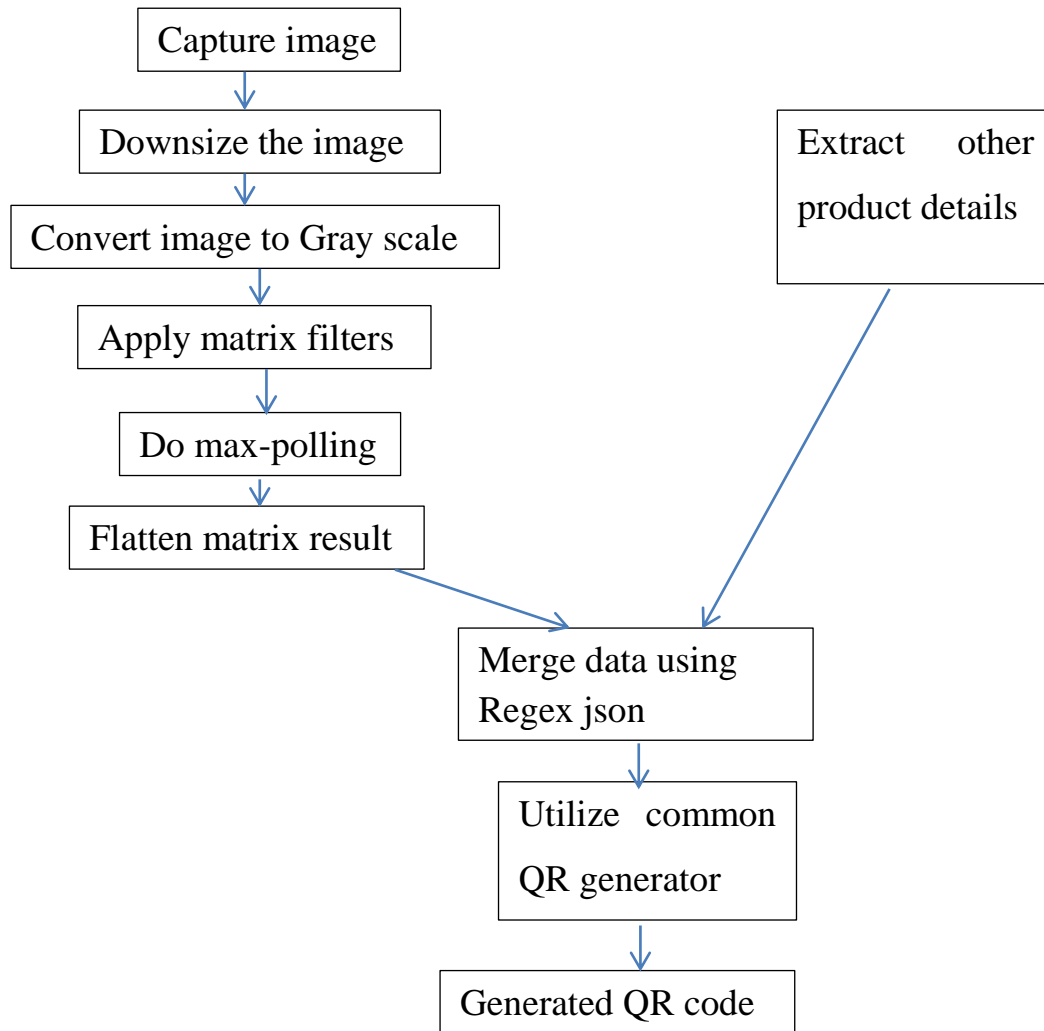 Capture image
Downsize the image
Extract other
product details
Convert image to Gray scale
Apply matrix filters
Do max-polling
Flatten matrix result
Merge data using
Regex json
Utilize common
QR generator
Generated QR code